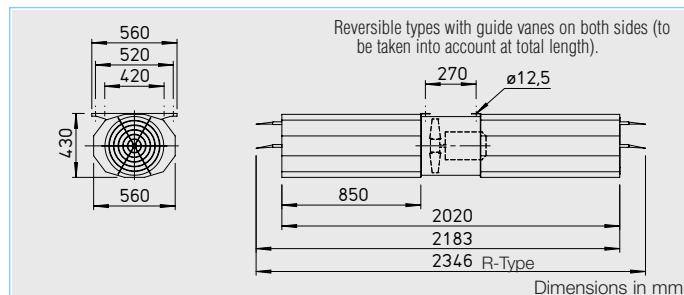 Reversible types with guide vanes on both sides (to
be taken into account at total length).
560
520
420
430
560
270
ø12,5
850
2020
2183
2346 R-Type
Dimensions in mm